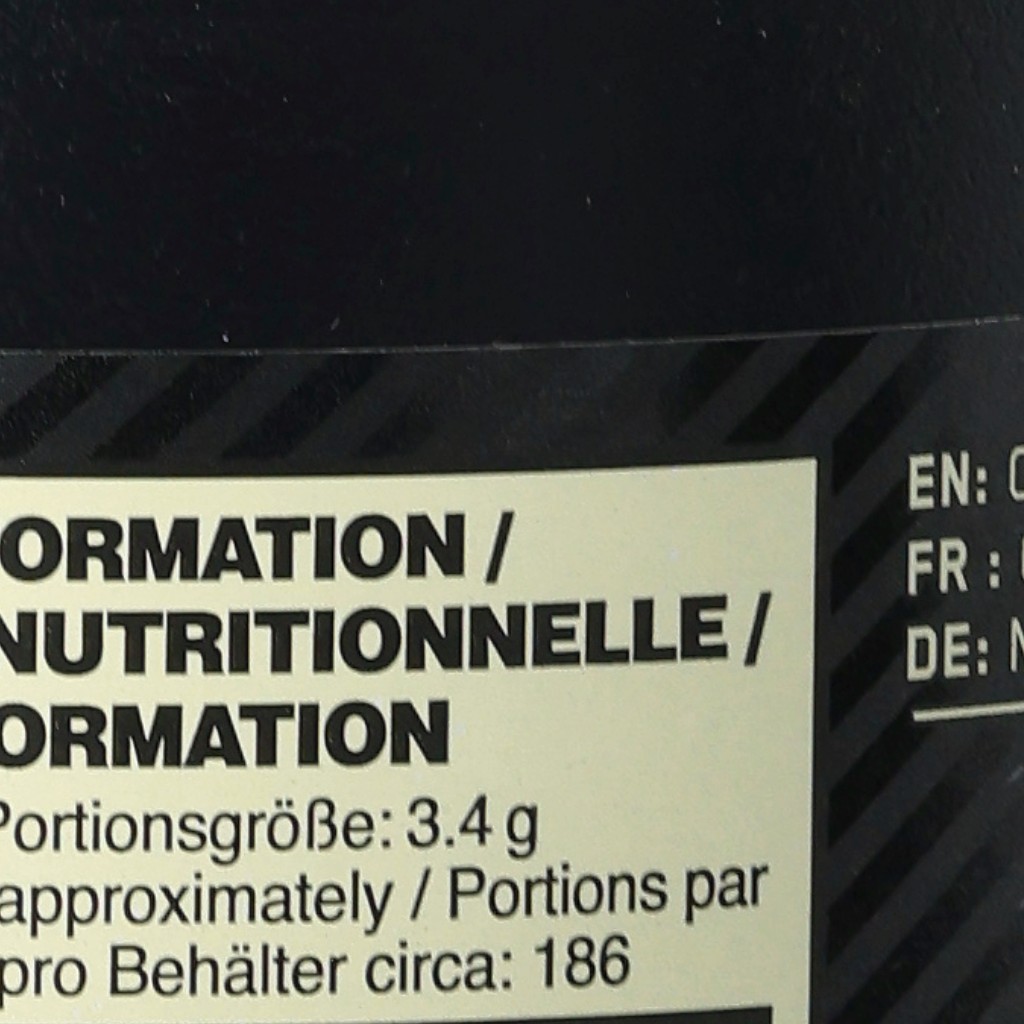 ORMATION /
NUTRITIONNELLE /
ORMATION
Portionsgröße: 3.4 g
approximately / Portions par
pro Behälter circa: 186
EN:
FR :
DE: